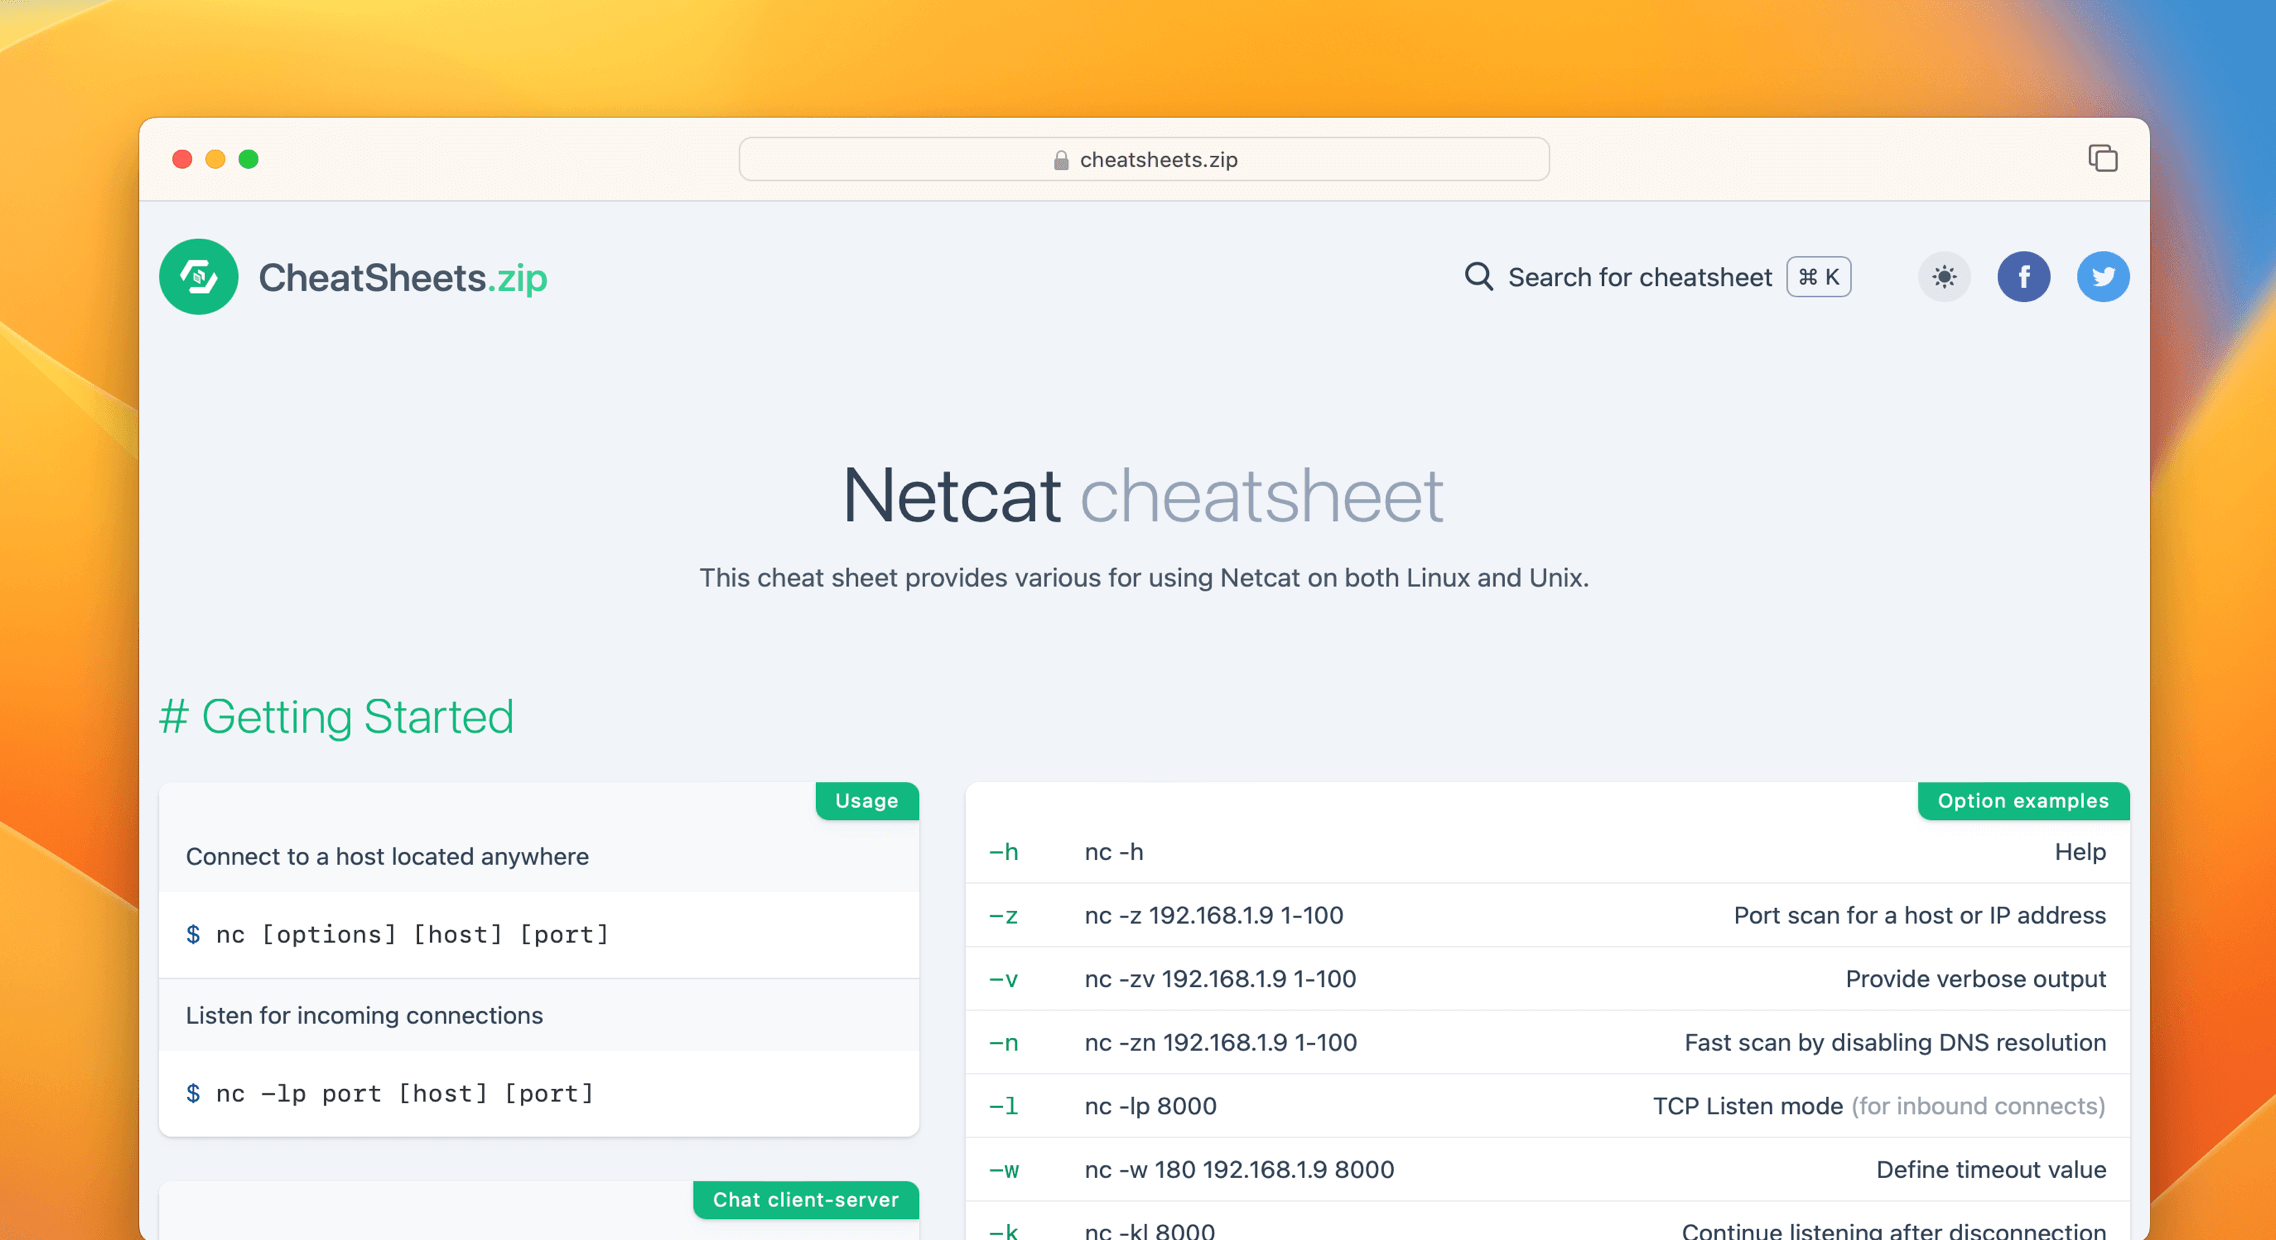 cheatsheets.zip
CheatSheets.zip
Search for cheatsheet ⌘ K
Netcat cheatsheet
This cheat sheet provides various for using Netcat on both Linux and Unix.
# Getting Started
Usage
Connect to a host located anywhere
$ nc [options] [host] [port]
Listen for incoming connections
$ nc -lp port [host] [port]
Chat client-server
Option examples
-h nc -h Help
-z nc -z 192.168.1.9 1-100 Port scan for a host or IP address
-v nc -zv 192.168.1.9 1-100 Provide verbose output
-n nc -zn 192.168.1.9 1-100 Fast scan by disabling DNS resolution
-l nc -lp 8000 TCP Listen mode (for inbound connects)
-w nc -w 180 192.168.1.9 8000 Define timeout value
-k nc -kl 8000 Continue listening after disconnection